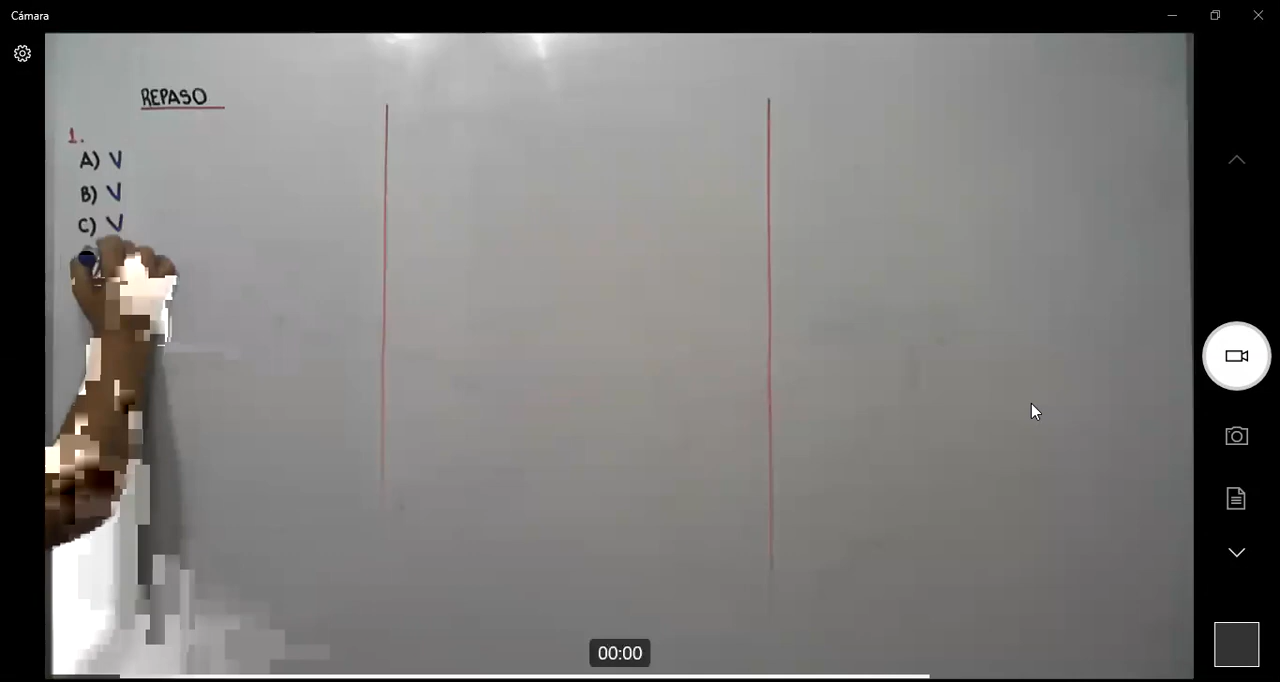 Cámara
REPASO
1.
A) V
B) V
C) V
00:00